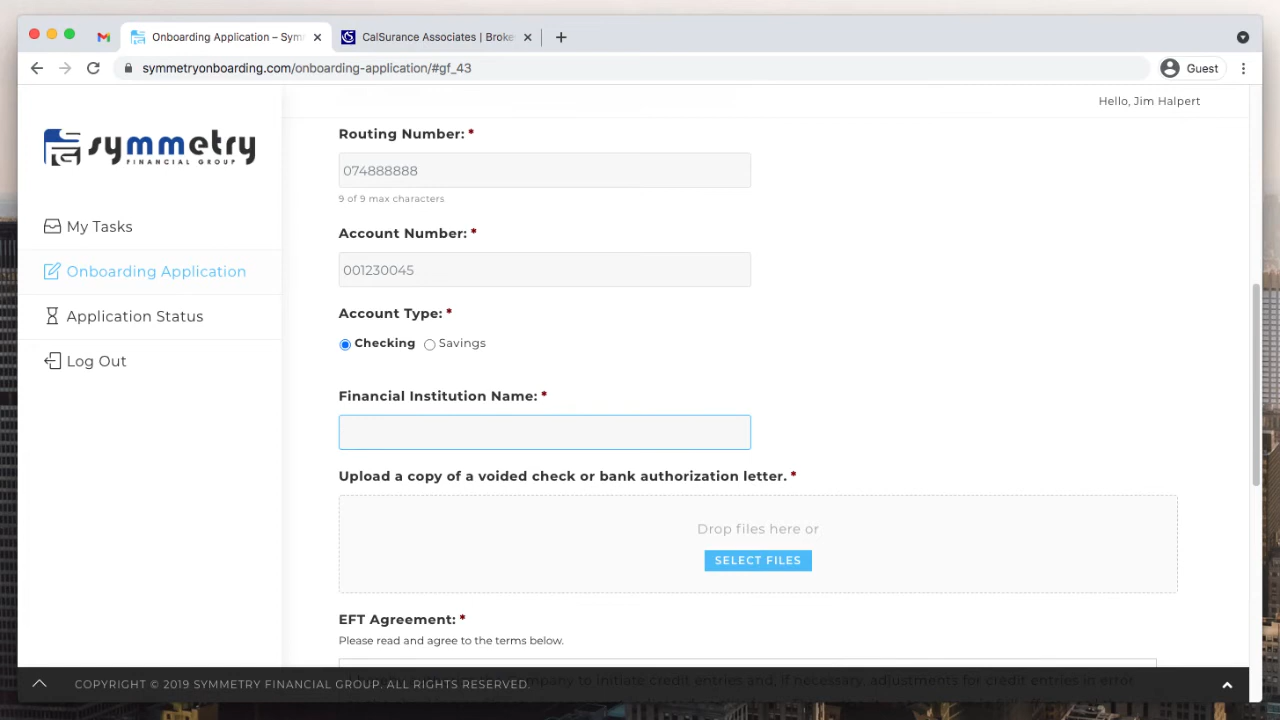 Onboarding Application – Sym
CalSurance Associates | Broke
symmetryonboarding.com/onboarding-application/#gf_43
Guest
Hello, Jim Halpert
symmetry
FINANCIAL GROUP
My Tasks
Onboarding Application
Application Status
Log Out
Routing Number: *
074888888
9 of 9 max characters
Account Number: *
001230045
Account Type: *
Checking Savings
Financial Institution Name: *
Upload a copy of a voided check or bank authorization letter. *
Drop files here or
SELECT FILES
EFT Agreement: *
Please read and agree to the terms below.
COPYRIGHT © 2019 SYMMETRY FINANCIAL GROUP. ALL RIGHTS RESERVED.
to initiate credit entries and, if necessary, adjustments for credit entries in error